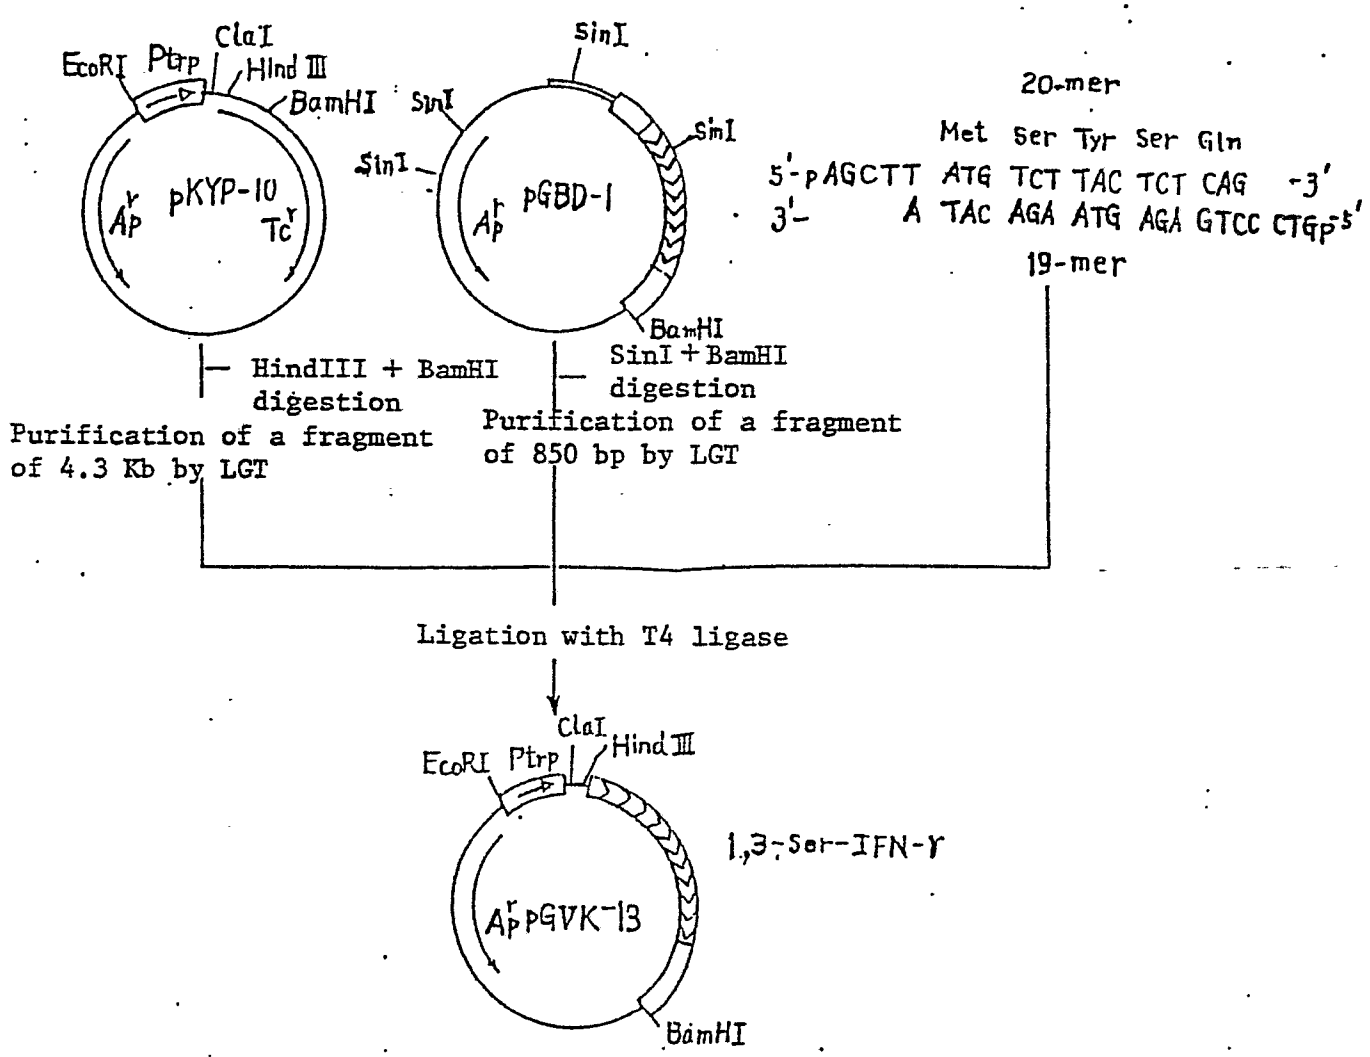 ClaI
EcoRI Ptrp
HindIII
BamHI
pKYP-10
Ap^r
Tc^r
SinI
SinI
SinI
SinI
pGBD-1
Ap^r
BamHI
20-mer
Met Ser Tyr Ser Gln
5'-pAGCTT ATG TCT TAC TCT CAG -3'
3'- A TAC AGA ATG AGA GTCC CTGp-5'
19-mer
HindIII + BamHI
digestion
Purification of a fragment
of 4.3 Kb by LGT
SinI + BamHI
digestion
Purification of a fragment
of 850 bp by LGT
Ligation with T4 ligase
ClaI
EcoRI Ptrp
HindIII
1,3-Ser-IFN-γ
Ap^r pGVK-13
BamHI